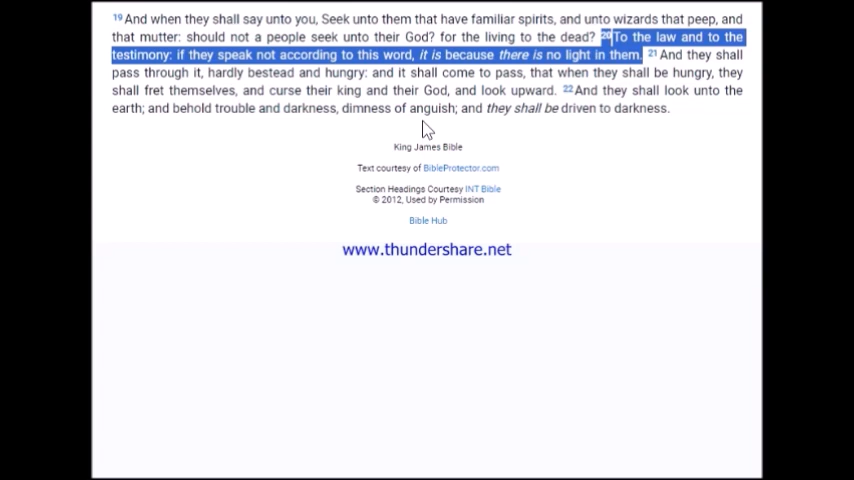 19 And when they shall say unto you, Seek unto them that have familiar spirits, and unto wizards that peep, and
that mutter: should not a people seek unto their God? for the living to the dead? 20 To the law and to the
testimony: if they speak not according to this word, it is because there is no light in them. 21 And they shall
pass through it, hardly bestead and hungry: and it shall come to pass, that when they shall be hungry, they
shall fret themselves, and curse their king and their God, and look upward. 22 And they shall look unto the
earth; and behold trouble and darkness, dimness of anguish; and they shall be driven to darkness.
King James Bible
Text courtesy of BibleProtector.com
Section Headings Courtesy INT Bible
© 2012, Used by Permission
Bible Hub
www.thundershare.net